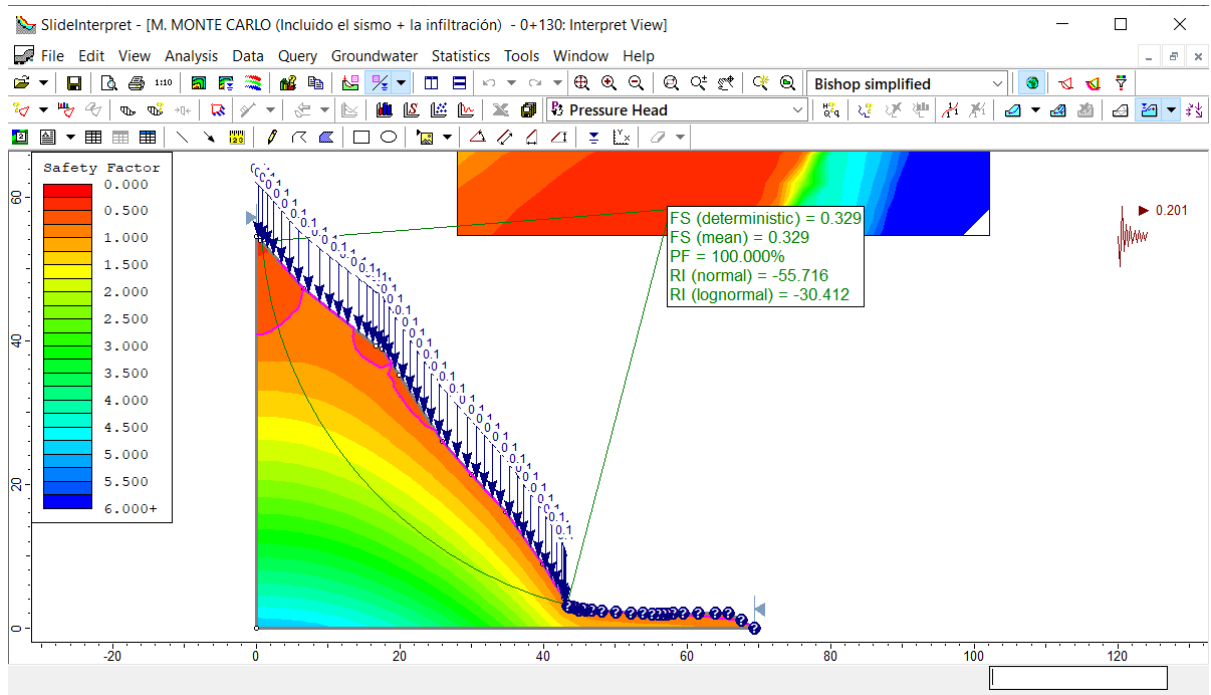 SlideInterpret - [M. MONTE CARLO (Incluido el sismo + la infiltración) - 0+130: Interpret View]
File Edit View Analysis Data Query Groundwater Statistics Tools Window Help
1:10
Bishop simplified
Pressure Head
Safety Factor
0.000
0.500
1.000
1.500
2.000
2.500
3.000
3.500
4.000
4.500
5.000
5.500
6.000+
FS (deterministic) = 0.329
FS (mean) = 0.329
PF = 100.000%
RI (normal) = -55.716
RI (lognormal) = -30.412
0.201
60
40
20
0
-20 0 20 40 60 80 100 120